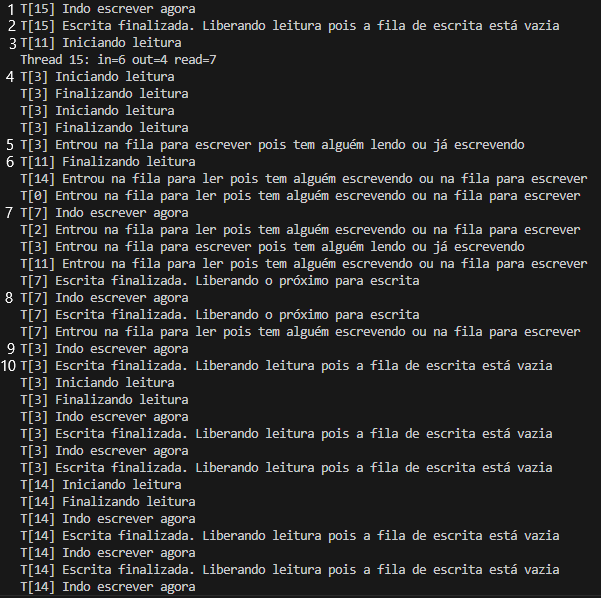 1 T[15] Indo escrever agora
2 T[15] Escrita finalizada. Liberando leitura pois a fila de escrita está vazia
3 T[11] Iniciando leitura
Thread 15: in=6 out=4 read=7
4 T[3] Iniciando leitura
T[3] Finalizando leitura
T[3] Iniciando leitura
T[3] Finalizando leitura
5 T[3] Entrou na fila para escrever pois tem alguém lendo ou já escrevendo
6 T[11] Finalizando leitura
T[14] Entrou na fila para ler pois tem alguém escrevendo ou na fila para escrever
T[0] Entrou na fila para ler pois tem alguém escrevendo ou na fila para escrever
7 T[7] Indo escrever agora
T[2] Entrou na fila para ler pois tem alguém escrevendo ou na fila para escrever
T[3] Entrou na fila para escrever pois tem alguém lendo ou já escrevendo
T[11] Entrou na fila para ler pois tem alguém escrevendo ou na fila para escrever
T[7] Escrita finalizada. Liberando o próximo para escrita
8 T[7] Indo escrever agora
T[7] Escrita finalizada. Liberando o próximo para escrita
T[7] Entrou na fila para ler pois tem alguém escrevendo ou na fila para escrever
9 T[3] Indo escrever agora
10 T[3] Escrita finalizada. Liberando leitura pois a fila de escrita está vazia
T[3] Iniciando leitura
T[3] Finalizando leitura
T[3] Indo escrever agora
T[3] Escrita finalizada. Liberando leitura pois a fila de escrita está vazia
T[3] Indo escrever agora
T[3] Escrita finalizada. Liberando leitura pois a fila de escrita está vazia
T[14] Iniciando leitura
T[14] Finalizando leitura
T[14] Indo escrever agora
T[14] Escrita finalizada. Liberando leitura pois a fila de escrita está vazia
T[14] Indo escrever agora
T[14] Escrita finalizada. Liberando leitura pois a fila de escrita está vazia
T[14] Indo escrever agora